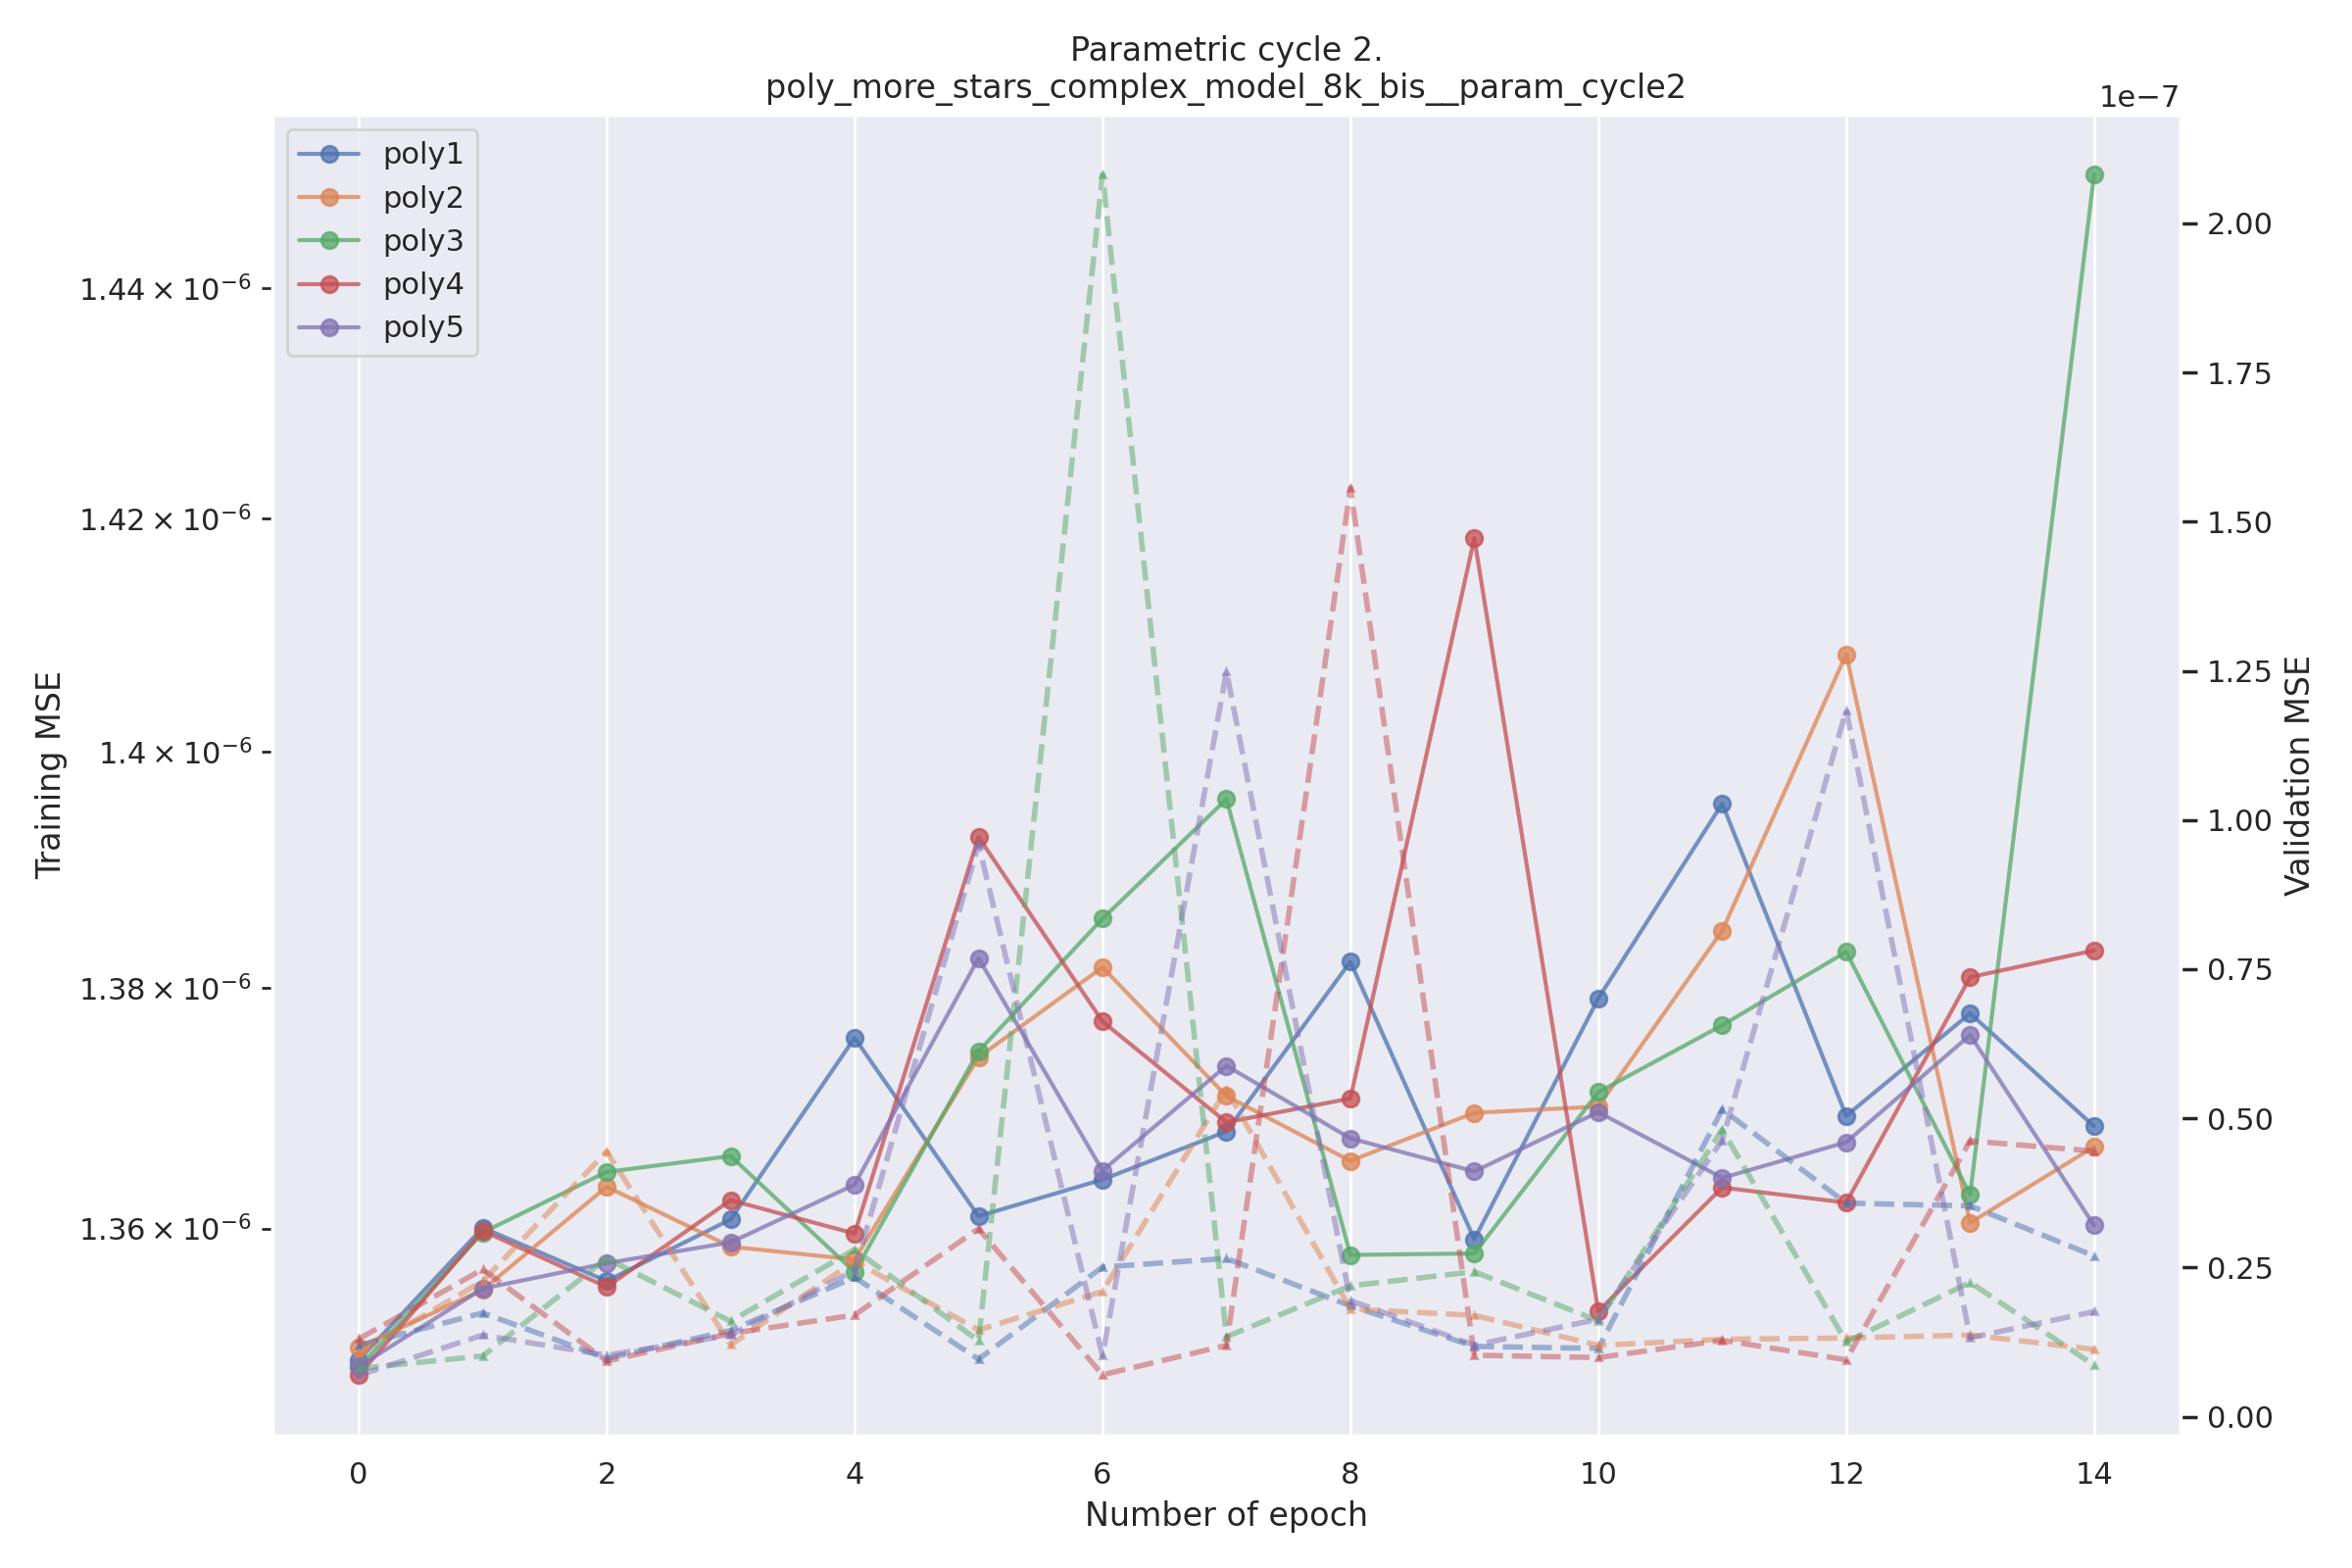 Parametric cycle 2.
poly_more_stars_complex_model_8k_bis__param_cycle2
1e−7
poly1
poly2
poly3
poly4
poly5
1.44 × 10⁻⁶
1.42 × 10⁻⁶
1.4 × 10⁻⁶
1.38 × 10⁻⁶
1.36 × 10⁻⁶
Training MSE
2.00
1.75
1.50
1.25
1.00
0.75
0.50
0.25
0.00
Validation MSE
0 2 4 6 8 10 12 14
Number of epoch